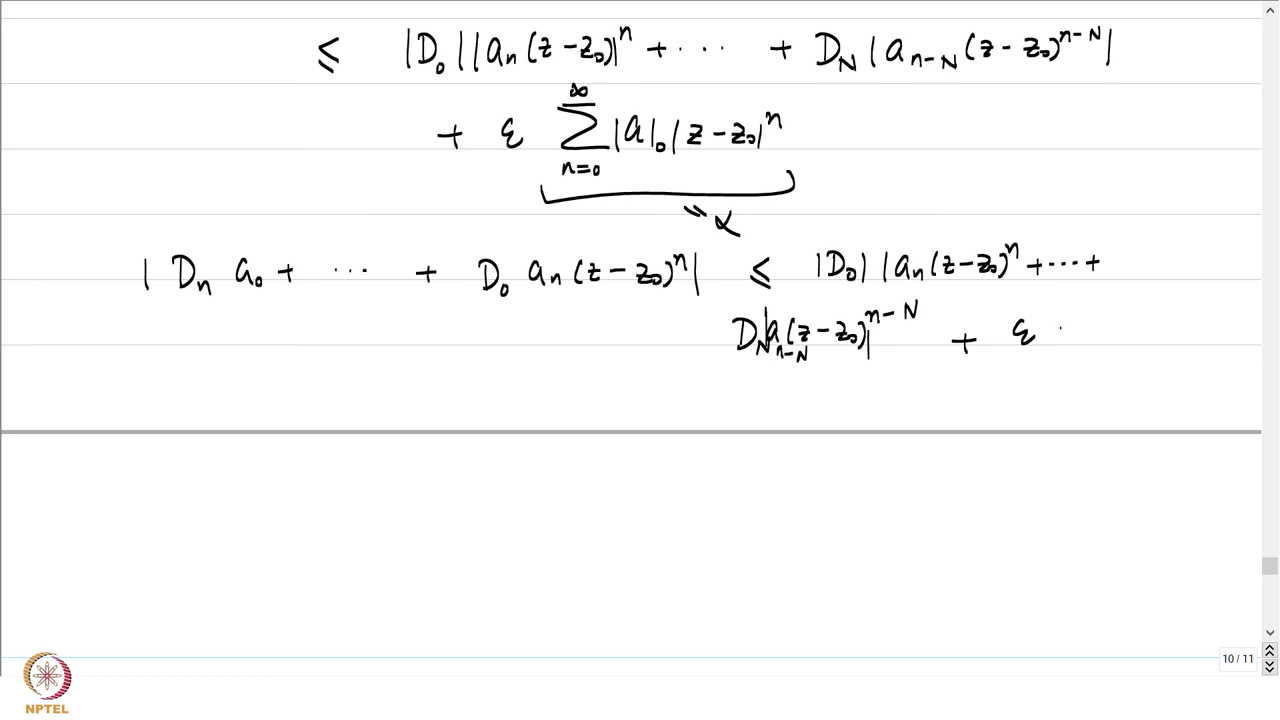 ≤ |D₀| |aₙ(z − z₀)|ⁿ + ⋯ + D_N |a_{n−N}(z − z₀)^{n−N}|
+ ε ∑_{n=0}^{∞} |a|₀ |z − z₀|ⁿ
" α
| Dₙ a₀ + ⋯ + D₀ aₙ(z − z₀)ⁿ| ≤ |D₀| |aₙ(z − z₀)ⁿ + ⋯ +
D_N |a_{n−N}(z − z₀)|^{n−N} + ε ·
10 / 11
NPTEL